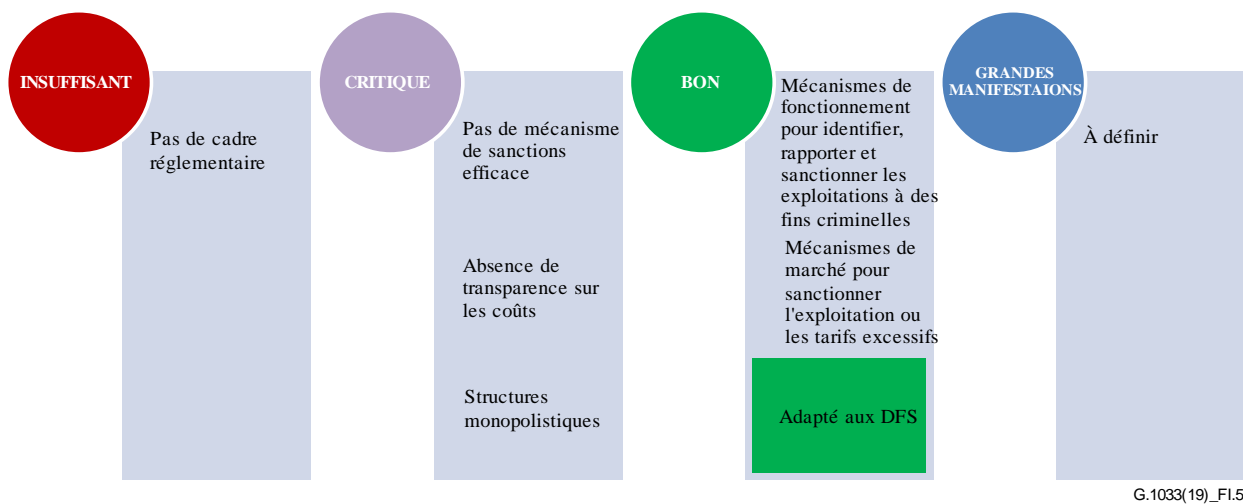 INSUFFISANT
Pas de cadre
réglementaire
CRITIQUE
Pas de mécanisme
de sanctions
efficace
Absence de
transparence sur
les coûts
Structures
monopolistiques
BON
Mécanismes de
fonctionnement
pour identifier,
rapporter et
sanctionner les
exploitations à des
fins criminelles
Mécanismes de
marché pour
sanctionner
l'exploitation ou
les tarifs excessifs
Adapté aux DFS
GRANDES
MANIFESTAIONS
À définir
G.1033(19)_FI.5